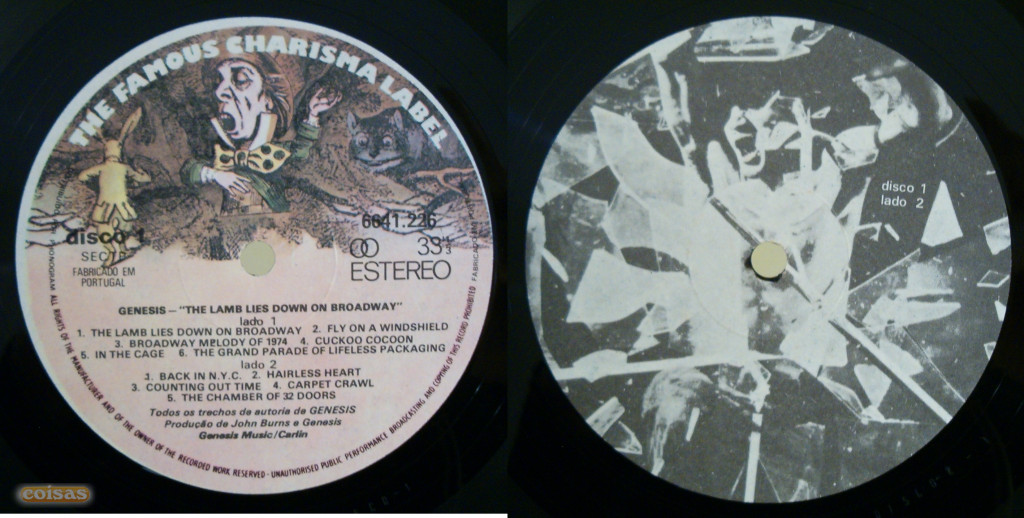 THE FAMOUS CHARISMA LABEL
disco 1
6641.226
33 1/3
ESTEREO
FABRICADO EM
PORTUGAL
GENESIS — "THE LAMB LIES DOWN ON BROADWAY"
lado 1
1. THE LAMB LIES DOWN ON BROADWAY 2. FLY ON A WINDSHIELD
3. BROADWAY MELODY OF 1974 4. CUCKOO COCOON
5. IN THE CAGE 6. THE GRAND PARADE OF LIFELESS PACKAGING
lado 2
1. BACK IN N.Y.C. 2. HAIRLESS HEART
3. COUNTING OUT TIME 4. CARPET CRAWL
5. THE CHAMBER OF 32 DOORS
Todos os trechos de autoria de GENESIS
Produção de John Burns e Genesis
Genesis Music/Carlin
ALL RIGHTS OF THE MANUFACTURER AND OF THE OWNER OF THE RECORDED WORK RESERVED - UNAUTHORISED PUBLIC PERFORMANCE BROADCASTING AND COPYING OF THIS RECORD PROHIBITED
disco 1
lado 2
coisas